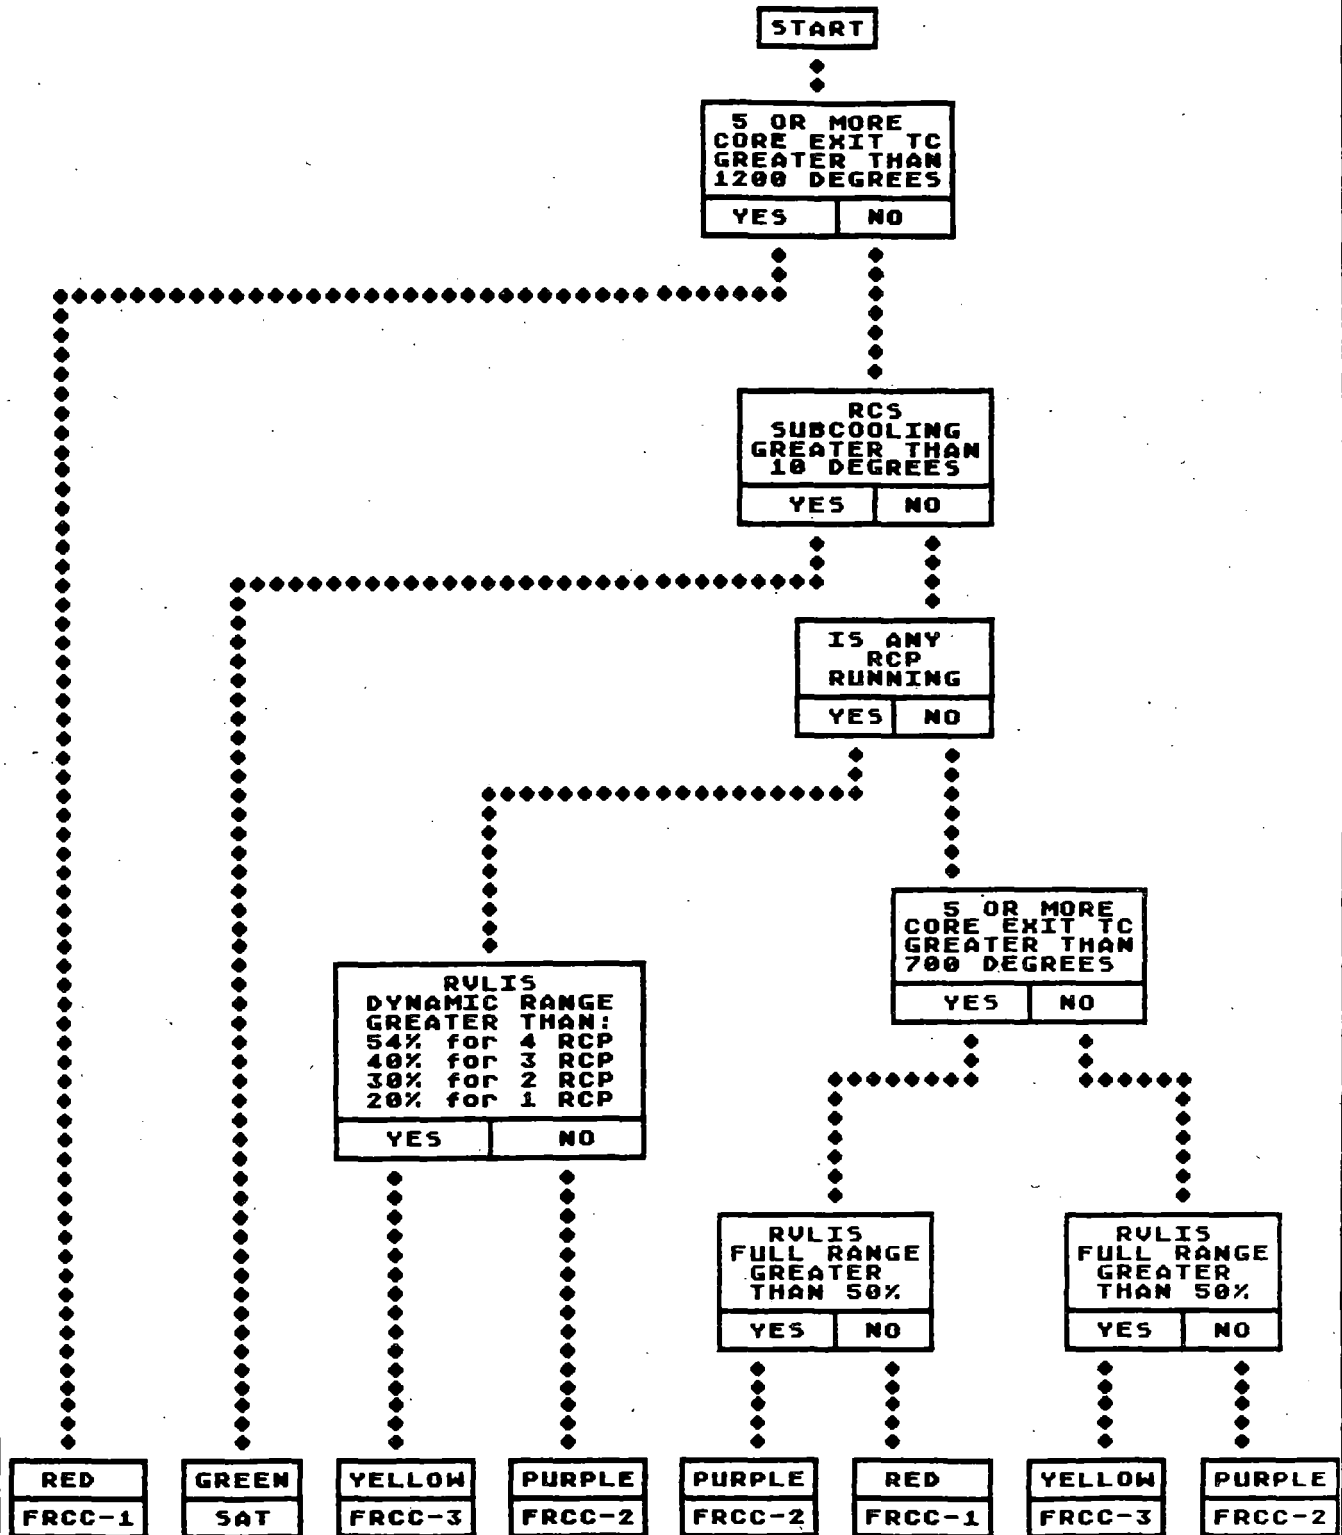 START
5 OR MORE
CORE EXIT TC
GREATER THAN
1200 DEGREES
YES NO
RCS
SUBCOOLING
GREATER THAN
10 DEGREES
YES NO
IS ANY
RCP
RUNNING
YES NO
5 OR MORE
CORE EXIT TC
GREATER THAN
700 DEGREES
YES NO
RVLIS
DYNAMIC RANGE
GREATER THAN:
54% for 4 RCP
40% for 3 RCP
30% for 2 RCP
20% for 1 RCP
YES NO
RVLIS
FULL RANGE
GREATER
THAN 50%
YES NO
RVLIS
FULL RANGE
GREATER
THAN 50%
YES NO
RED
FRCC-1
GREEN
SAT
YELLOW
FRCC-3
PURPLE
FRCC-2
PURPLE
FRCC-2
RED
FRCC-1
YELLOW
FRCC-3
PURPLE
FRCC-2